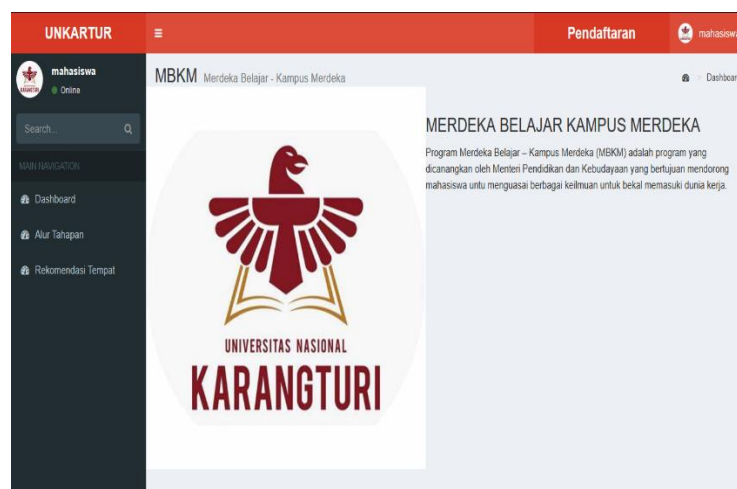 UNKARTUR
Pendaftaran
mahasiswa
mahasiswa
Online
MBKM Merdeka Belajar - Kampus Merdeka
Dashboar
Search...
MAIN NAVIGATION
Dashboard
Alur Tahapan
Rekomendasi Tempat
UNIVERSITAS NASIONAL
KARANGTURI
MERDEKA BELAJAR KAMPUS MERDEKA
Program Merdeka Belajar – Kampus Merdeka (MBKM) adalah program yang
dicanangkan oleh Menteri Pendidikan dan Kebudayaan yang bertujuan mendorong
mahasiswa untu menguasai berbagai keilmuan untuk bekal memasuki dunia kerja.